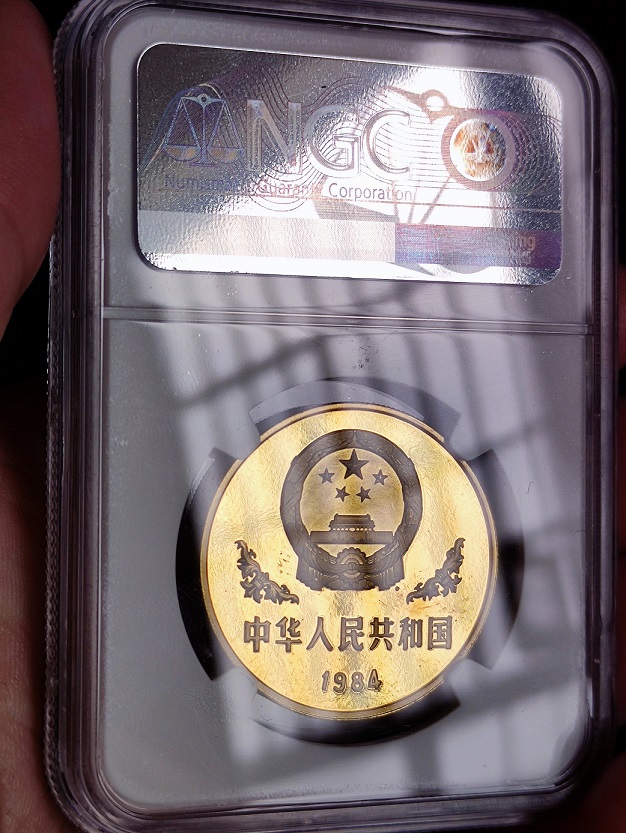 NGC
Numismatic Guaranty Corporation
中华人民共和国
1984